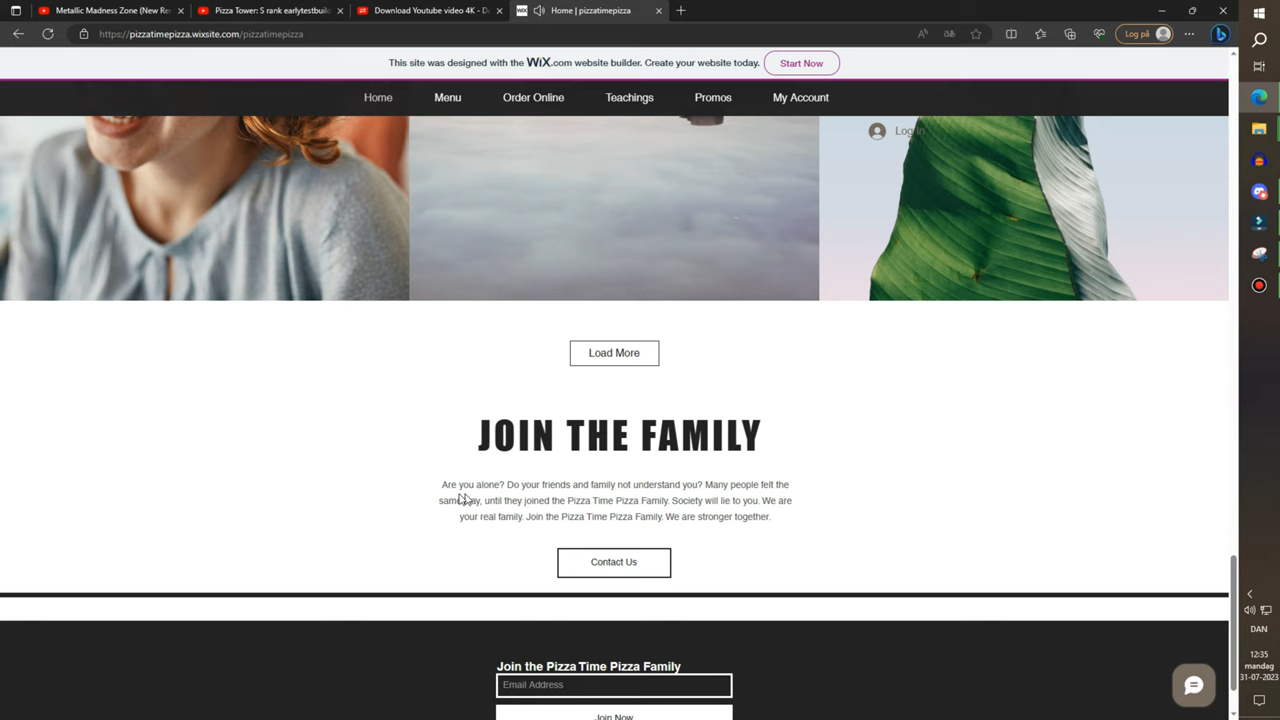 Metallic Madness Zone (New Re
Pizza Tower: S rank earlytestbuil
Download Youtube video 4K - D
WIX
Home | pizzatimepizza
https://pizzatimepizza.wixsite.com/pizzatimepizza
Log på
This site was designed with the WiX.com website builder. Create your website today.
Start Now
Home
Menu
Order Online
Teachings
Promos
My Account
Log In
Load More
JOIN THE FAMILY
Are you alone? Do your friends and family not understand you? Many people felt the
same way, until they joined the Pizza Time Pizza Family. Society will lie to you. We are
your real family. Join the Pizza Time Pizza Family. We are stronger together.
Contact Us
Join the Pizza Time Pizza Family
Email Address
Join Now
DAN
12:35
mandag
31-07-2023